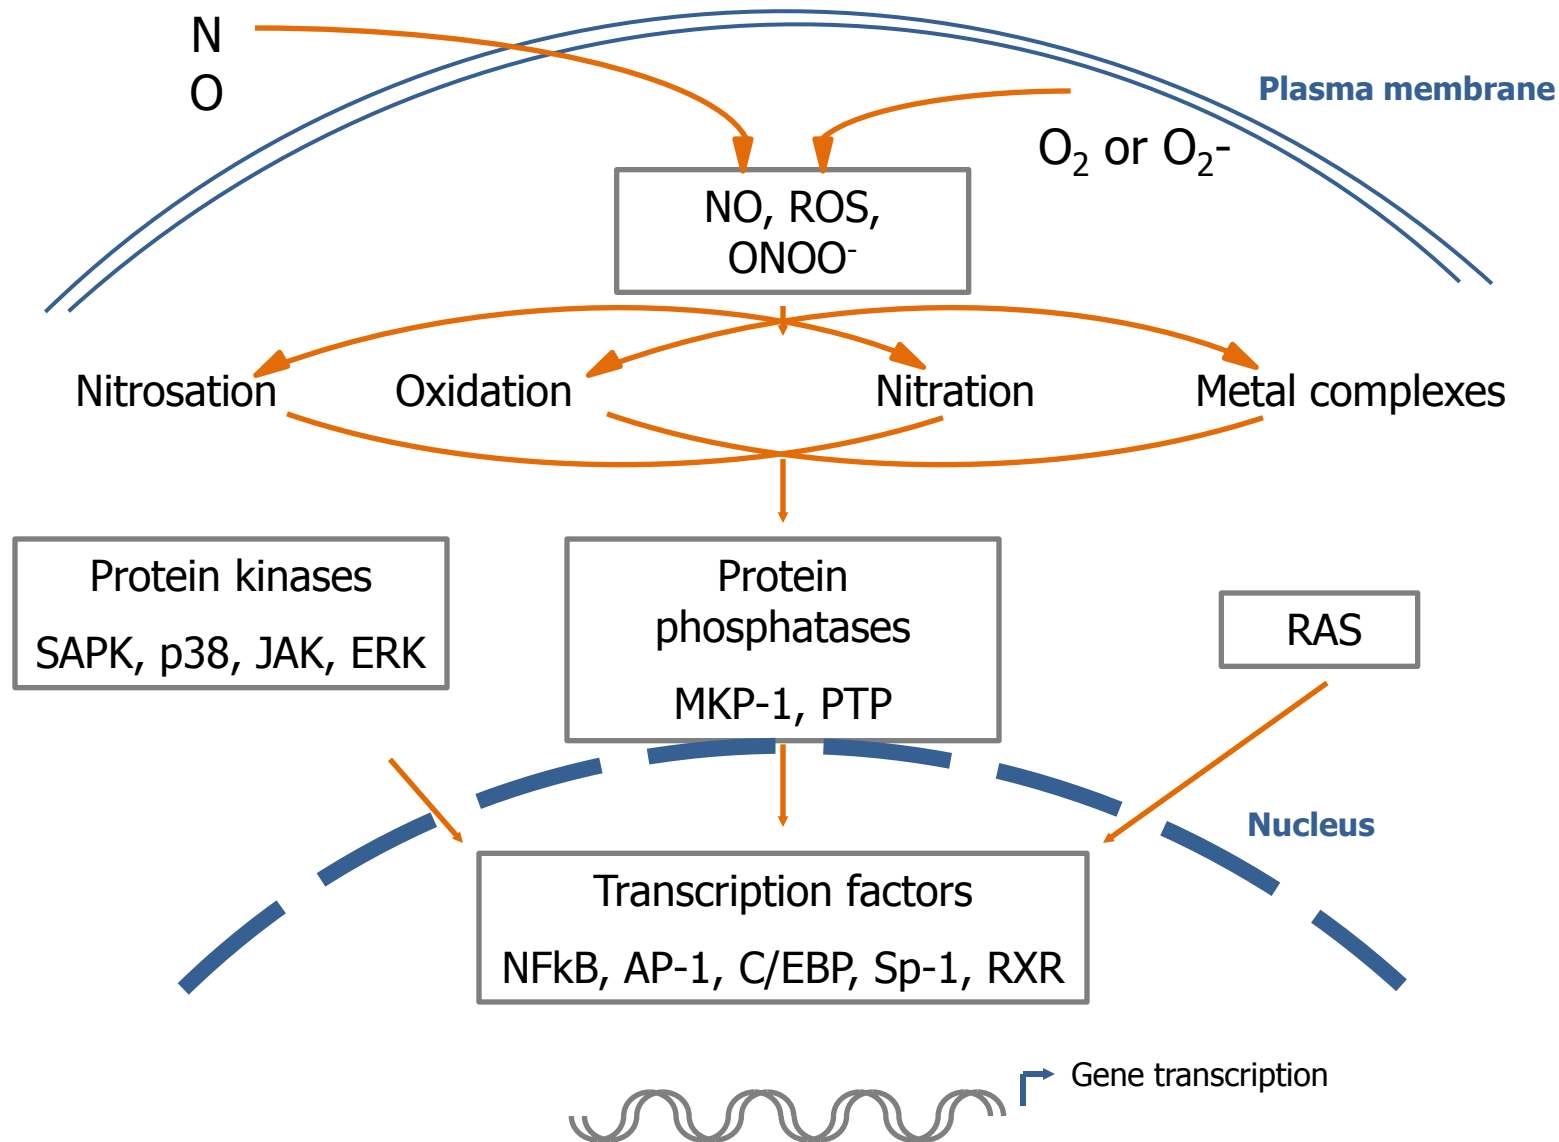 N
O
Plasma membrane
O₂ or O₂-
NO, ROS,
ONOO⁻
Nitrosation
Oxidation
Nitration
Metal complexes
Protein kinases
SAPK, p38, JAK, ERK
Protein
phosphatases
MKP-1, PTP
RAS
Nucleus
Transcription factors
NFkB, AP-1, C/EBP, Sp-1, RXR
Gene transcription